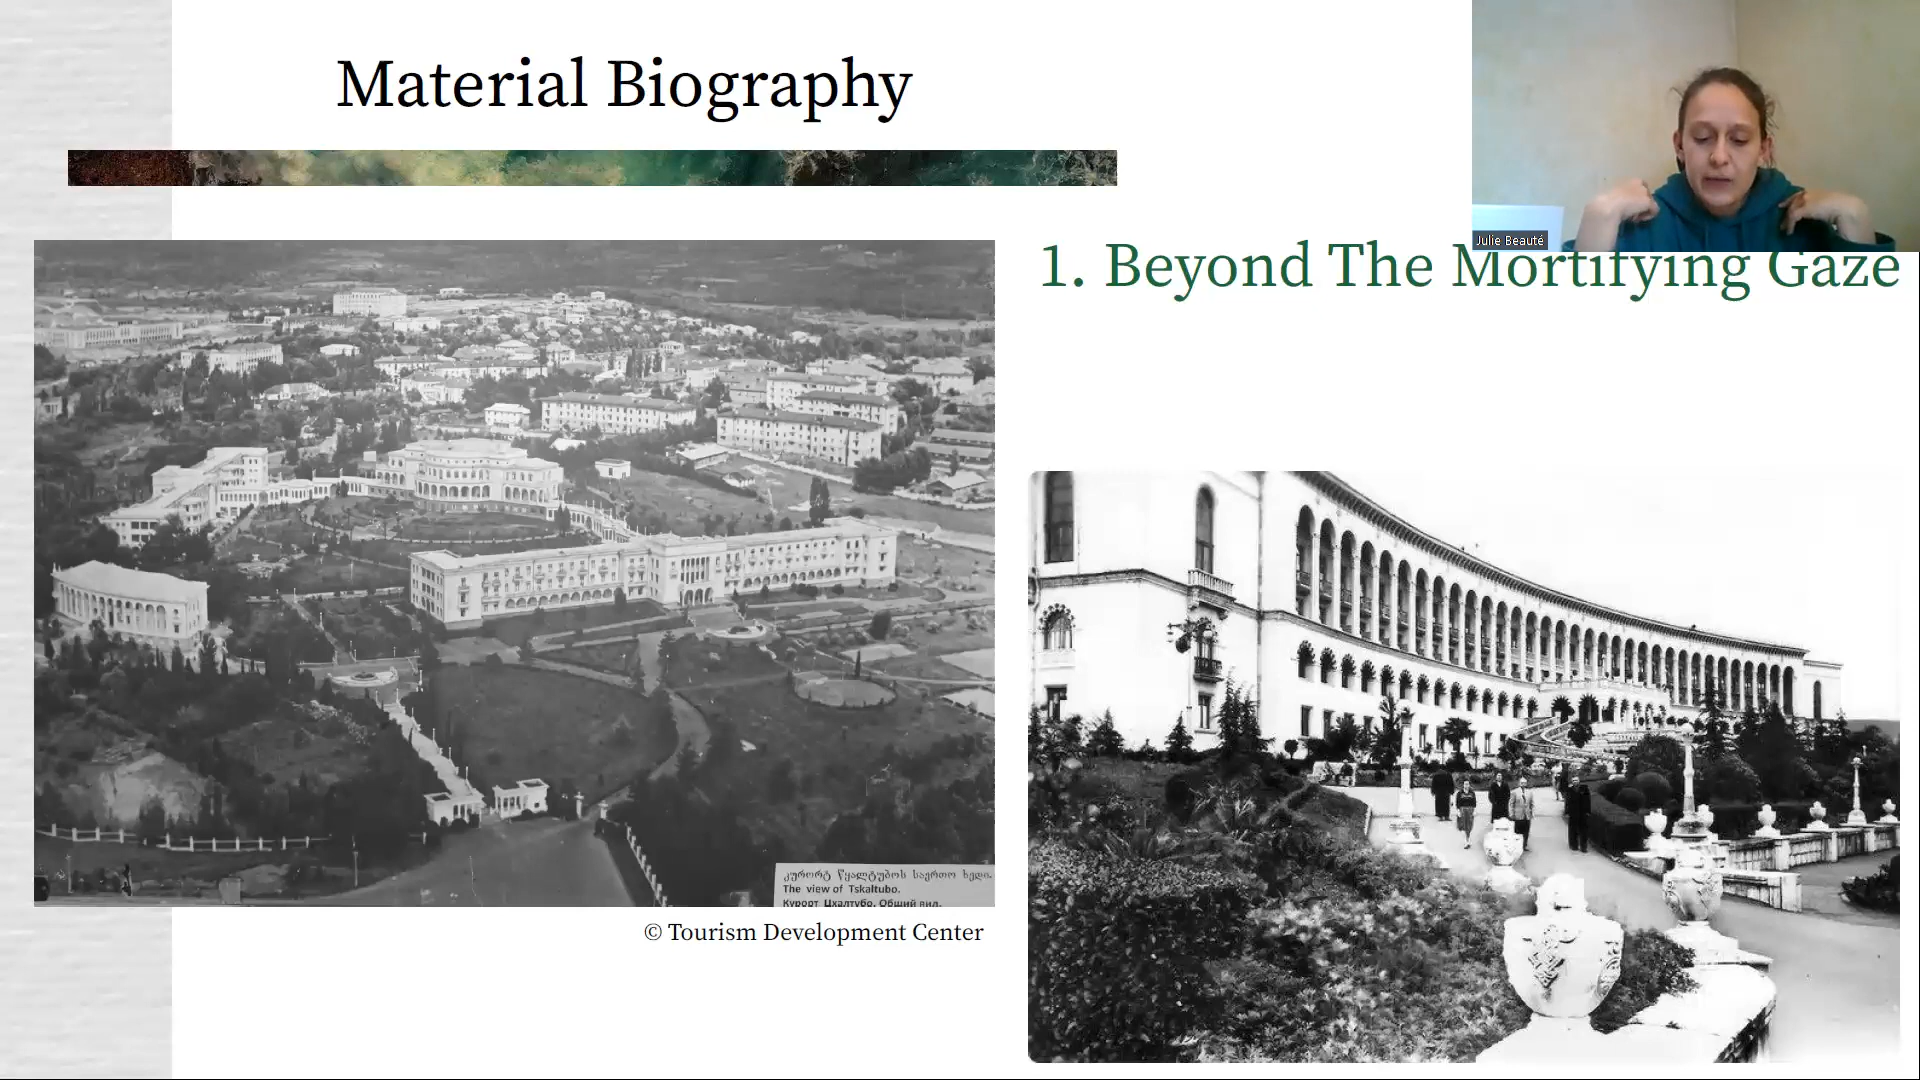 Material Biography
Julie Beauté
1. Beyond The Mortifying Gaze
კურორტ წყალტუბოს საერთო ხედი.
The view of Tskaltubo.
Курорт Цхалтубо. Общий вид.
© Tourism Development Center